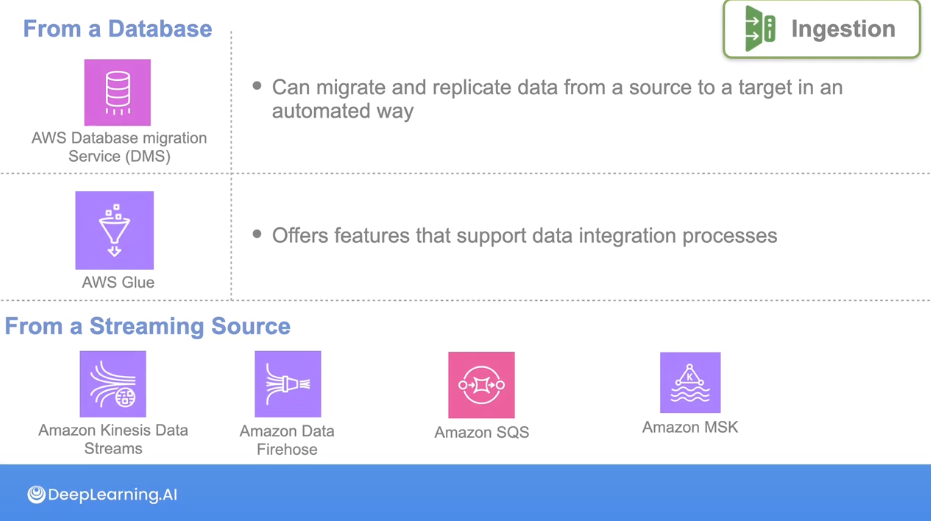 From a Database
Ingestion
AWS Database migration
Service (DMS)
• Can migrate and replicate data from a source to a target in an
automated way
AWS Glue
• Offers features that support data integration processes
From a Streaming Source
Amazon Kinesis Data
Streams
Amazon Data
Firehose
Amazon SQS
K
Amazon MSK
DeepLearning.AI